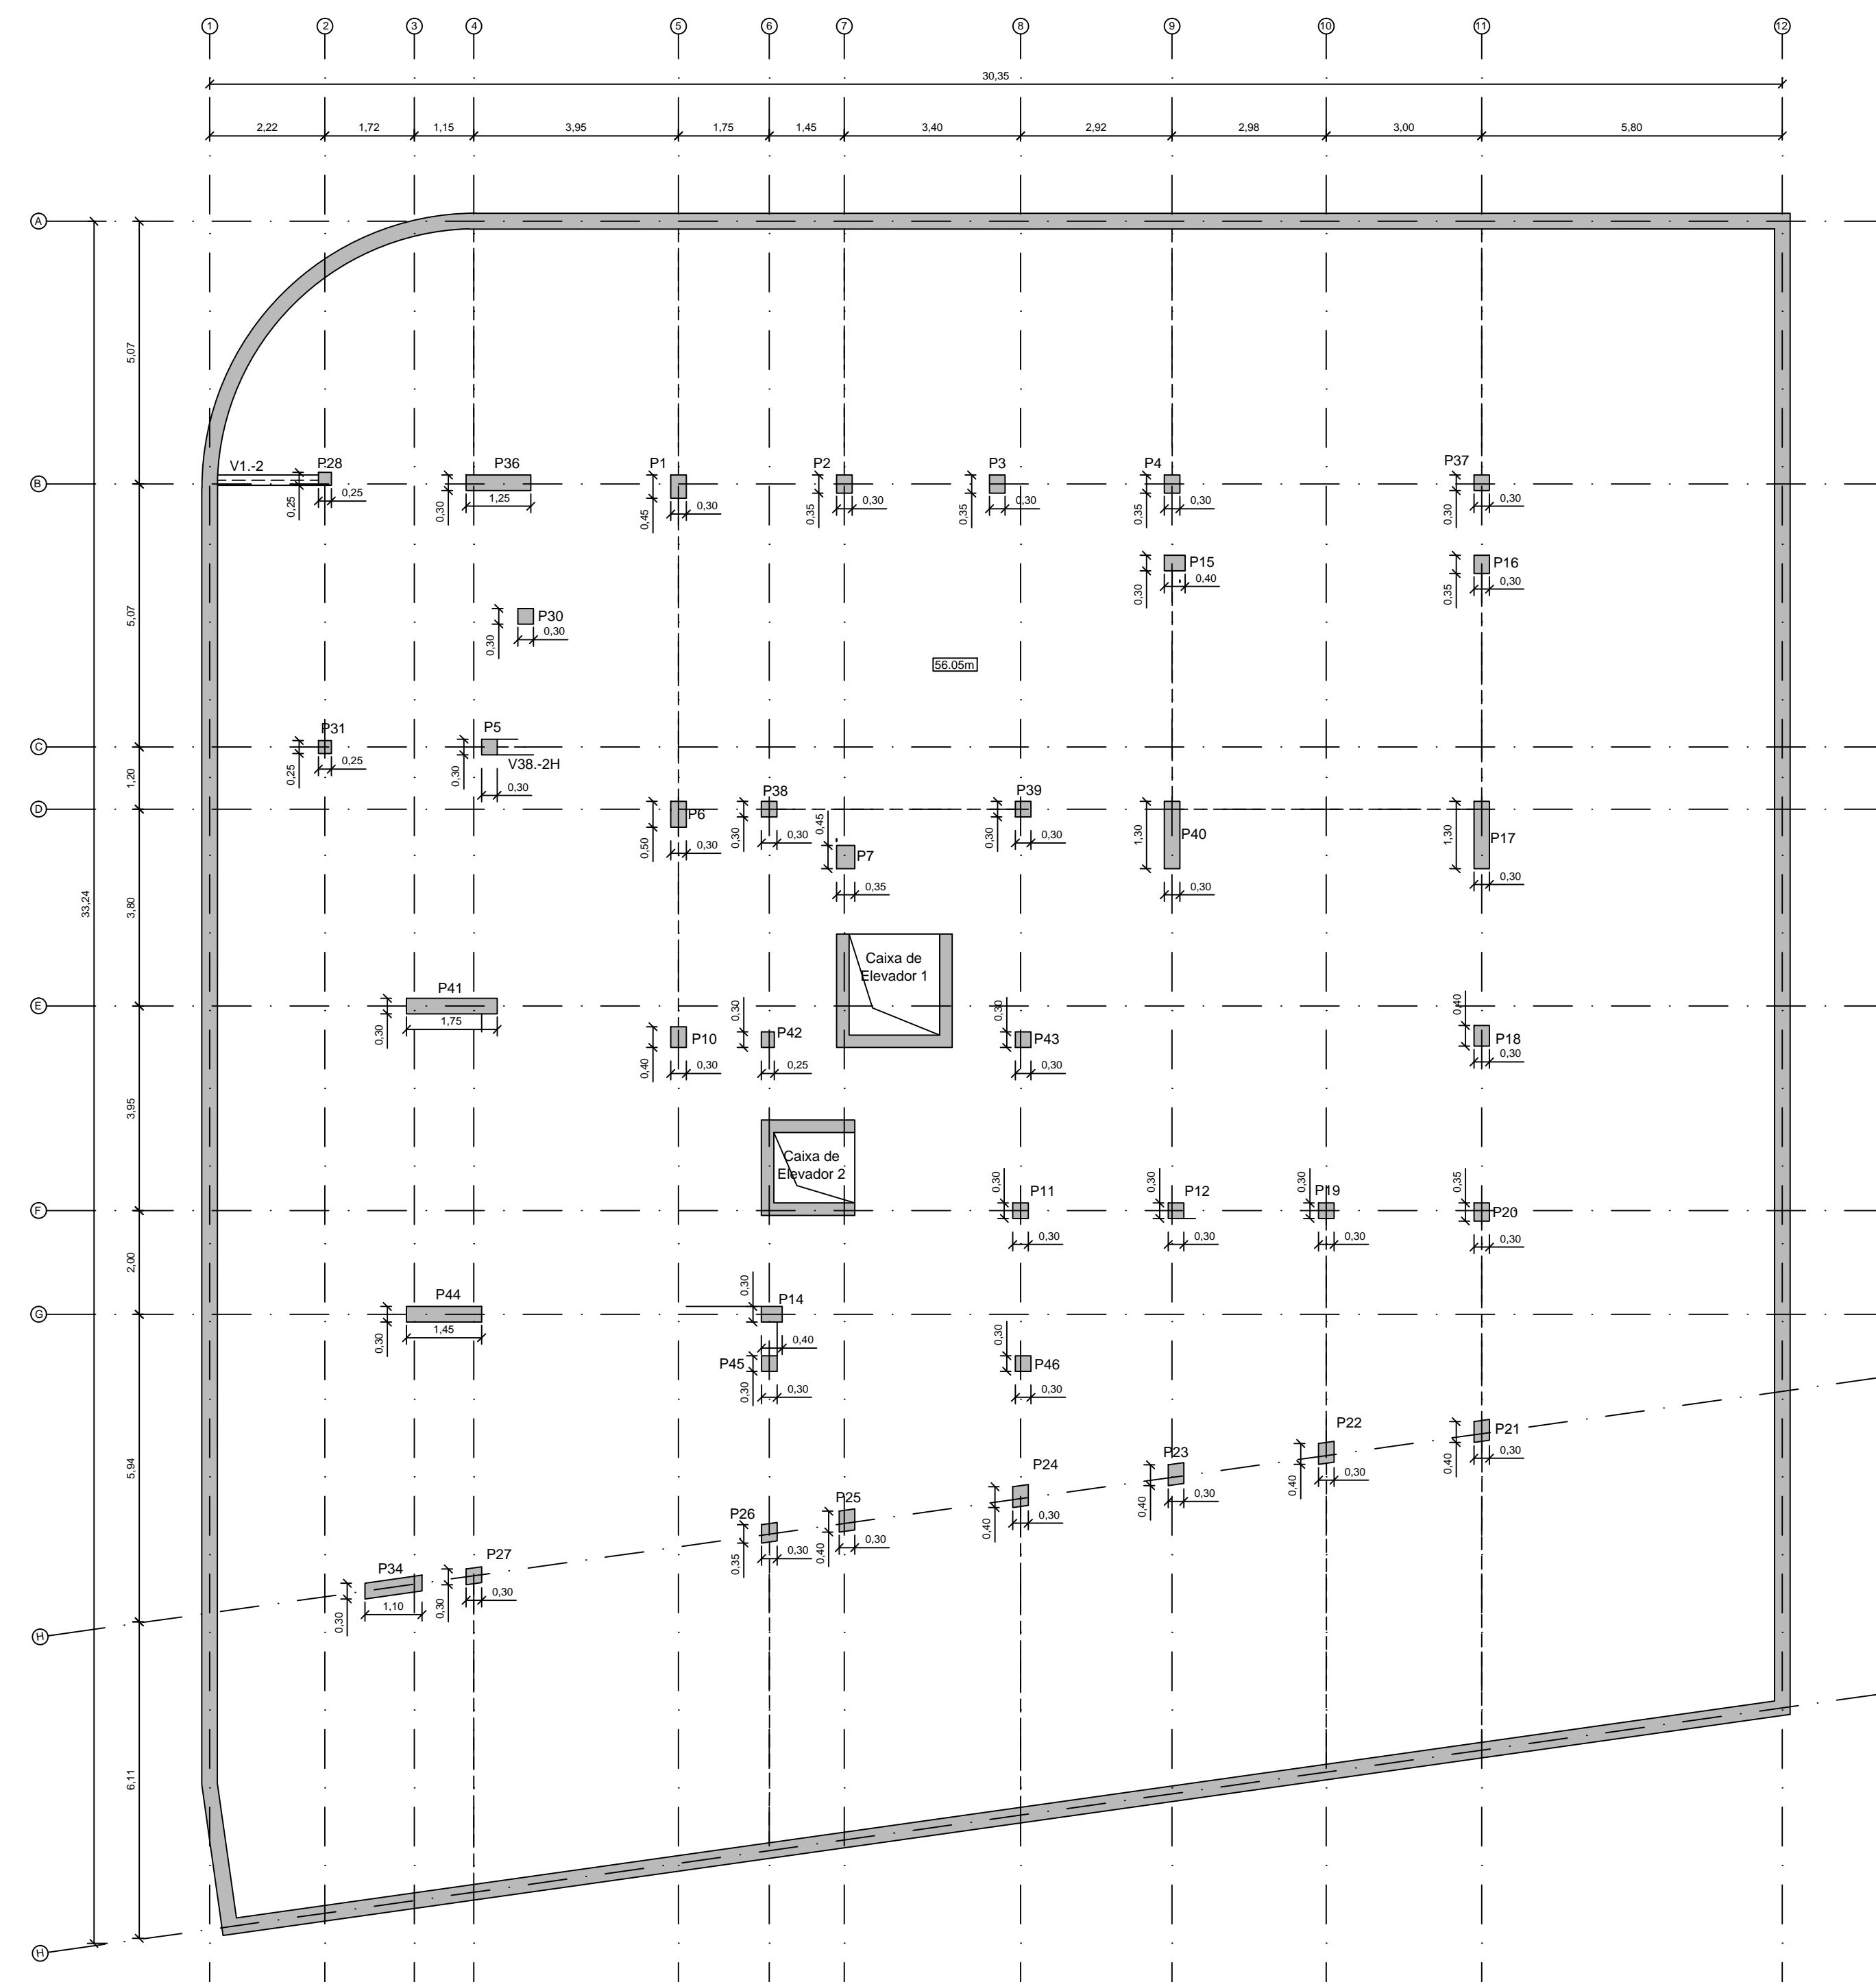 1 2 3 4 5 6 7 8 9 10 11 12
30,35
2,22 1,72 1,15 3,95 1,75 1,45 3,40 2,92 2,98 3,00 5,80
A
5,07
V1.-2 P28 P36 P1 P2 P3 P4 P37
B
0,25 0,25 0,30 1,25 0,45 0,30 0,35 0,30 0,35 0,30 0,35 0,30 0,30 0,30
P15 P16
0,30 0,40 0,35 0,30
5,07
P30
0,30 0,30
56.05m
P31 P5
C
0,25 0,25 0,30 V38.-2H
0,30
1,20
P38 P39
D
P6 P40 P17
0,50 0,30 0,30 0,30 0,45 0,30 0,30 1,30 1,30
P7
0,35 0,30 0,30
33,24
3,80
Caixa de
Elevador 1
P41
E
0,30 1,75
0,30 0,30 0,40
P10 P42 P43 P18
0,40 0,30 0,25 0,30 0,30
3,95
Caixa de
Elevador 2
0,30 0,30 0,30 0,35
P11 P12 P19 P20
F
0,30 0,30 0,30 0,30
2,00
P44 P14
G
0,30 1,45 0,30 0,40
0,30
P45 P46
0,30 0,30 0,30
5,94
P21
0,40 0,30
P22
0,40 0,30
P23
0,40 0,30
P24
0,40 0,30
P25
0,40 0,30
P26
0,35 0,30
P27
0,30 0,30
P34
0,30 1,10
H
6,11
H